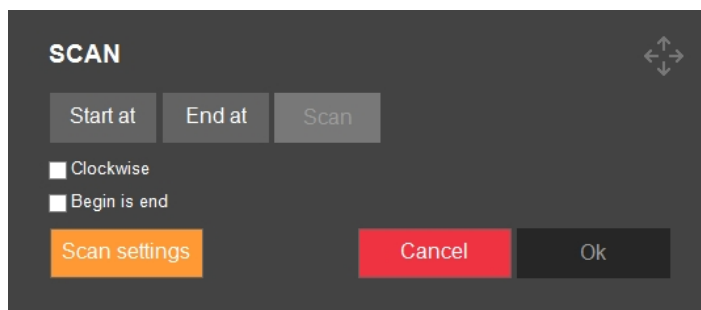 SCAN
Start at End at Scan
Clockwise
Begin is end
Scan settings Cancel Ok